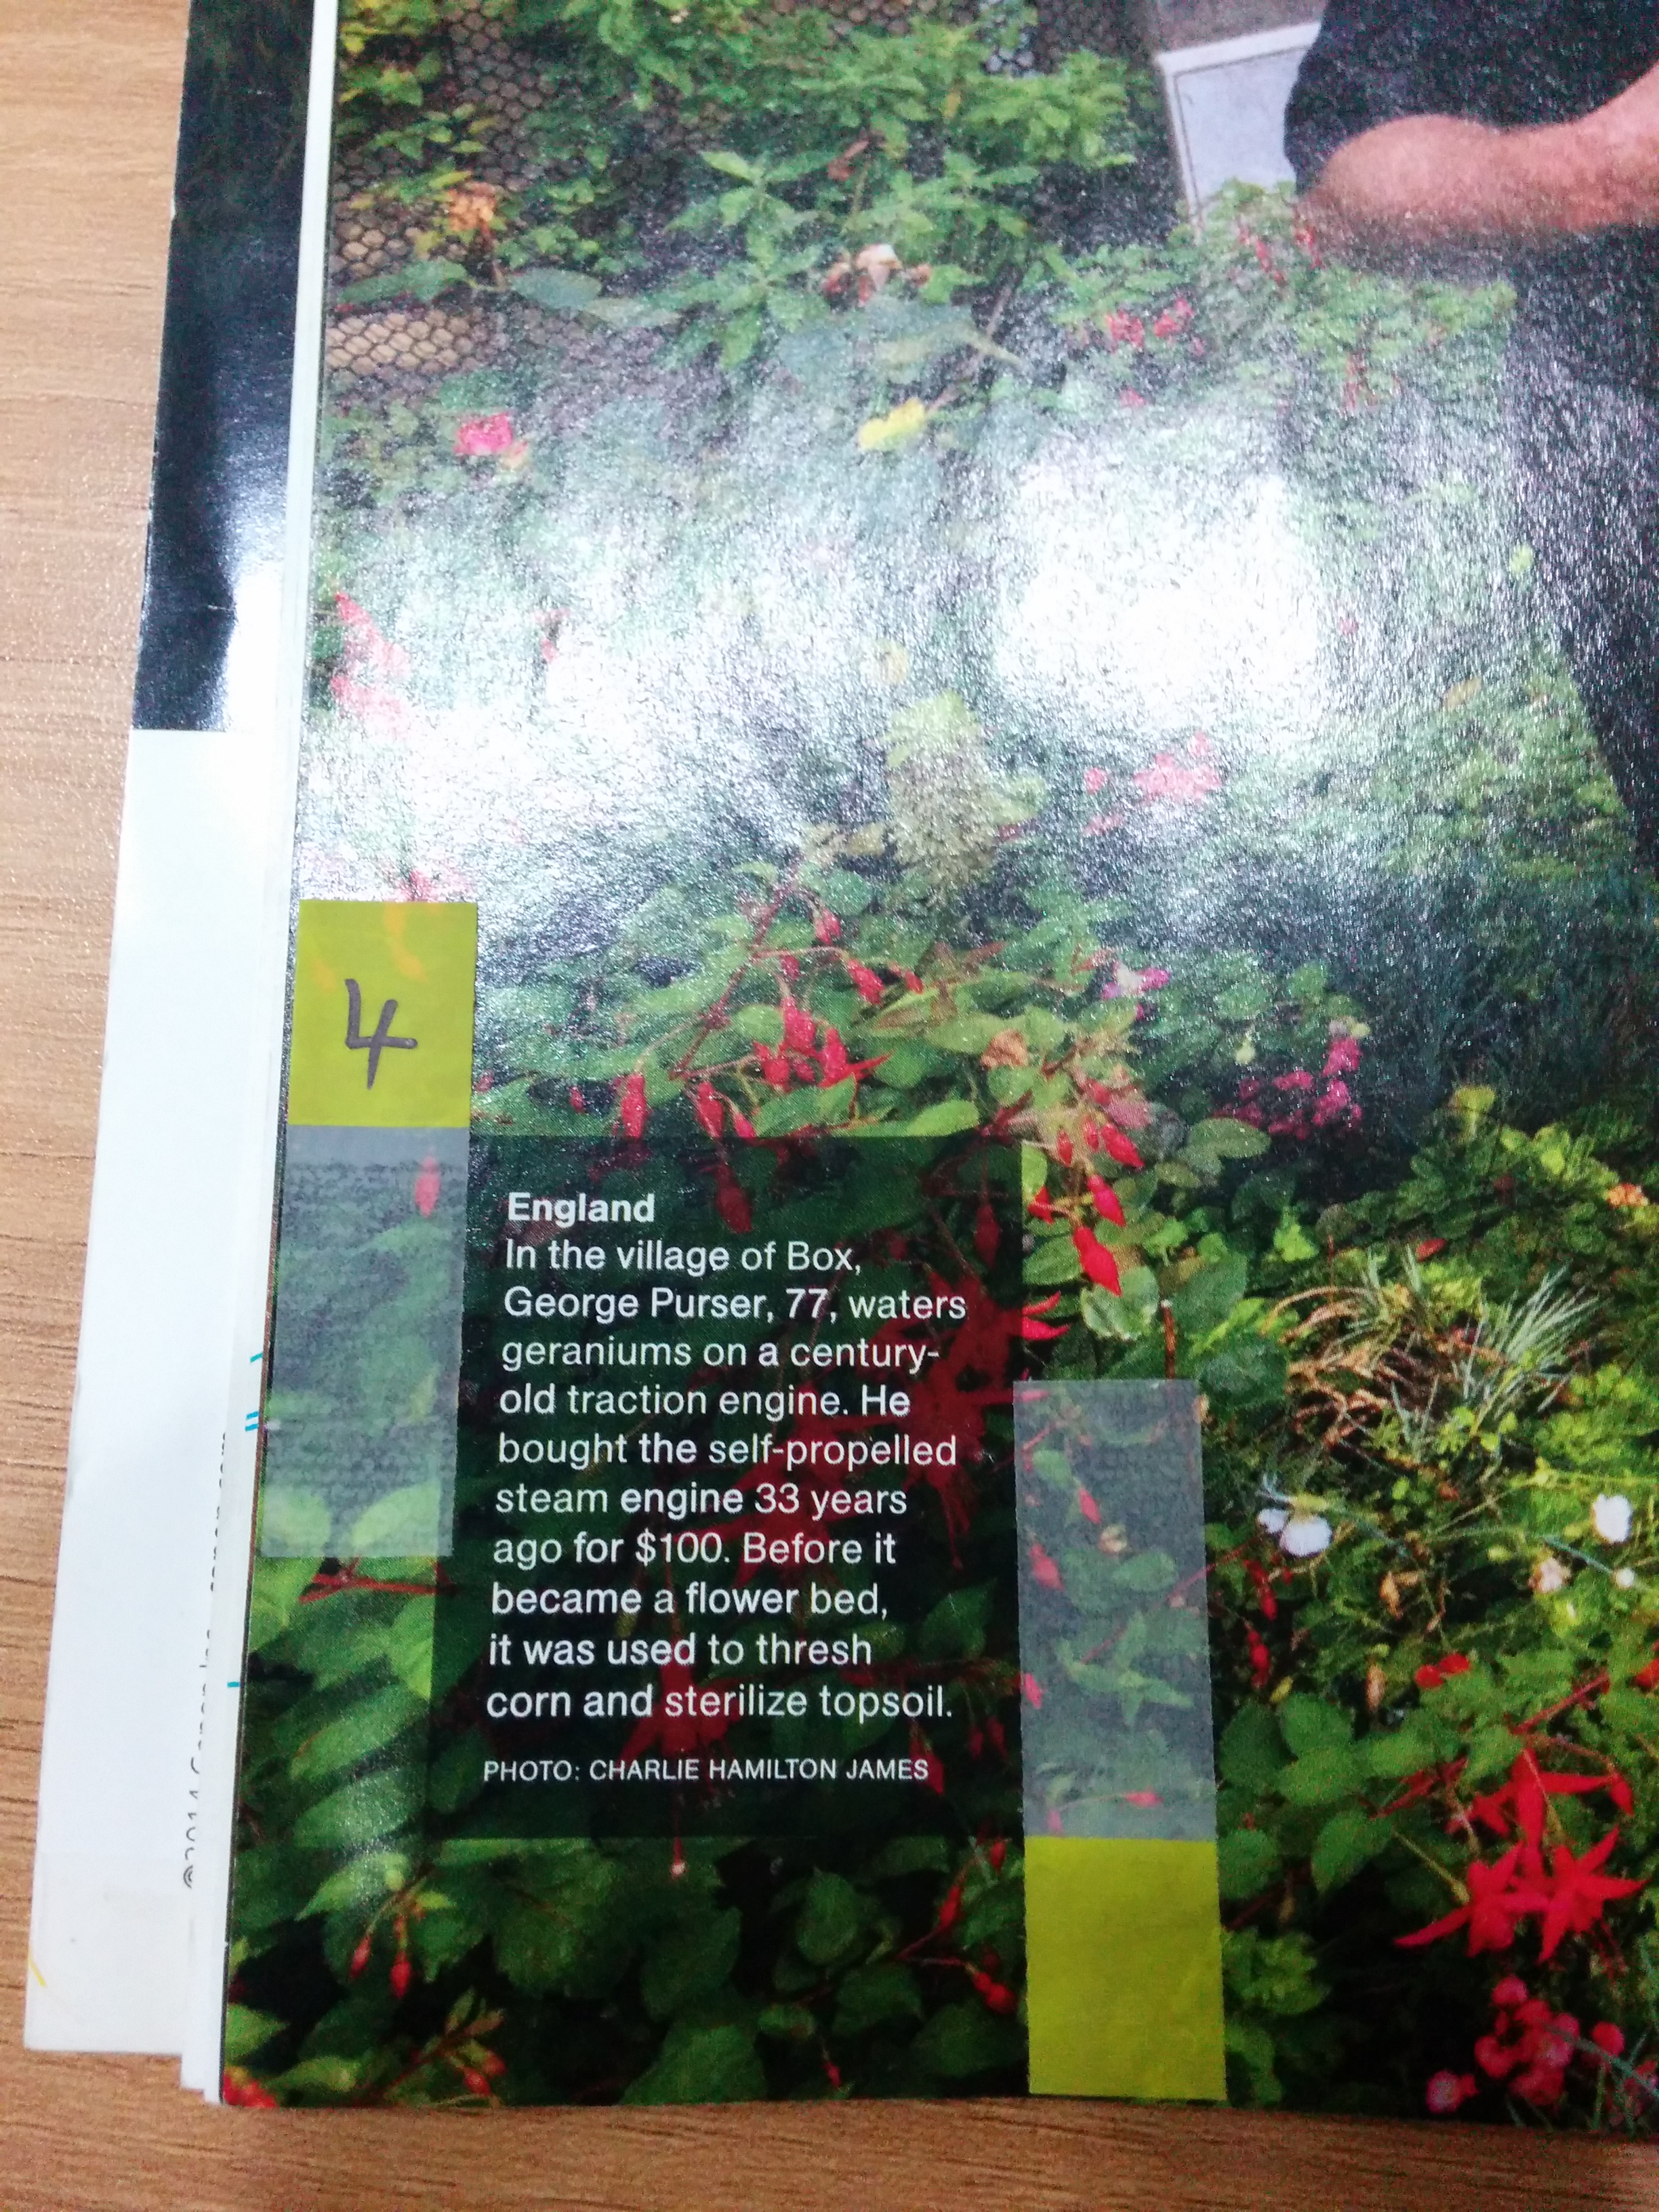 4
England
In the village of Box,
George Purser, 77, waters
geraniums on a century-
old traction engine. He
bought the self-propelled
steam engine 33 years
ago for $100. Before it
became a flower bed,
it was used to thresh
corn and sterilize topsoil.
PHOTO: CHARLIE HAMILTON JAMES
©2014